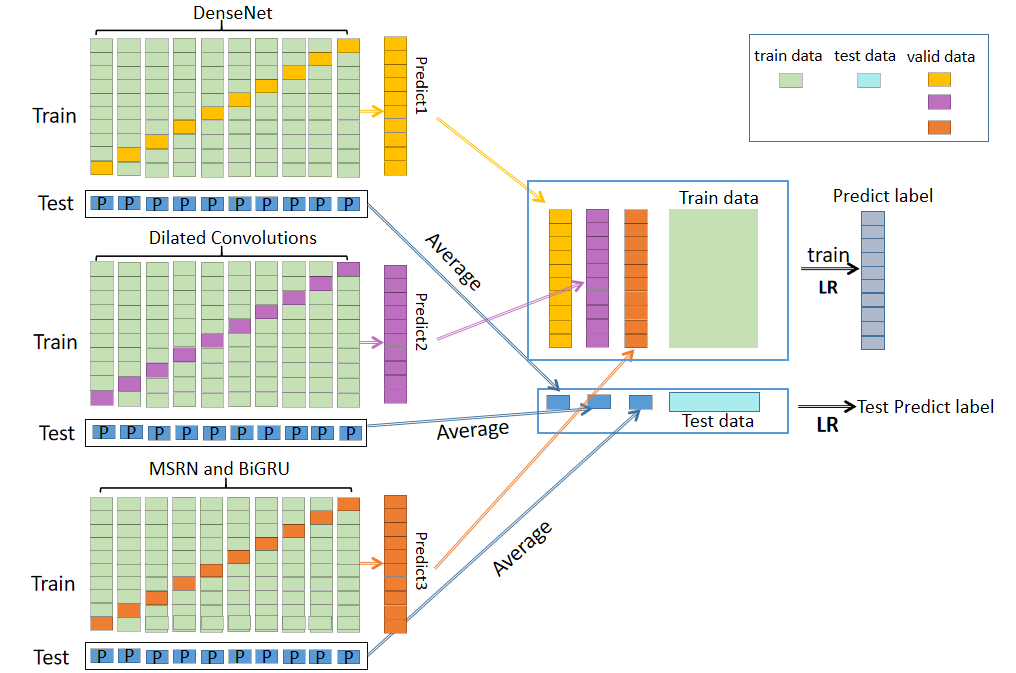 DenseNet
Train
Predict1
Test
P P P P P P P P P P
Dilated Convolutions
Average
Train
Predict2
Test
P P P P P P P P P P
Average
MSRN and BiGRU
Train
Predict3
Test
P P P P P P P P P P
Average
train data test data valid data
Train data
Predict label
train
LR
Test data
Test Predict label
LR